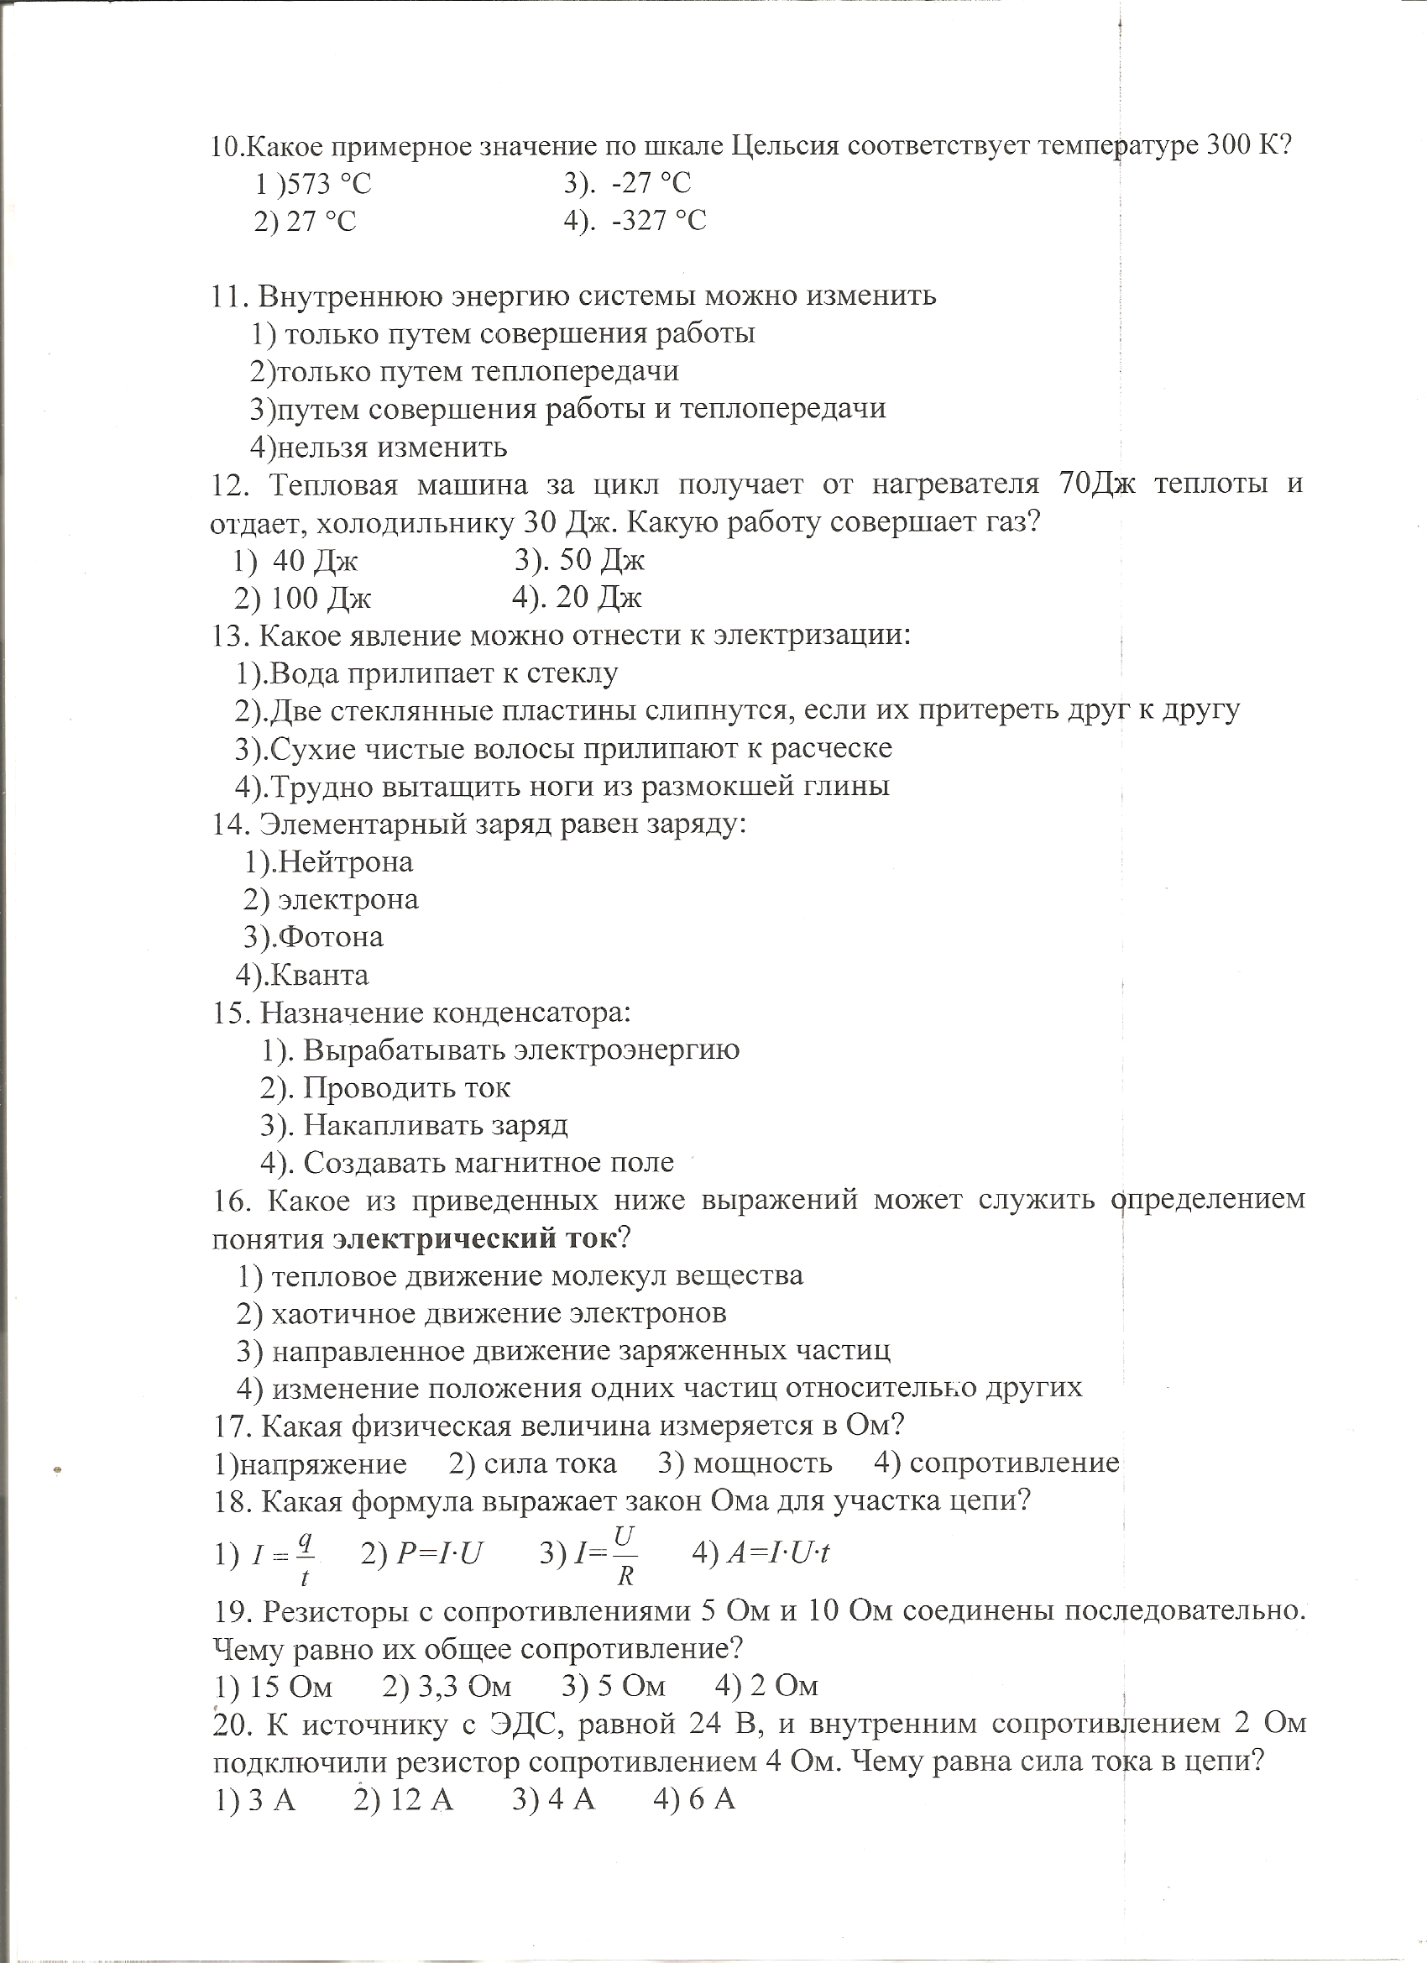 10.Какое примерное значение по шкале Цельсия соответствует температуре 300 К?
1 )573 °С 3). -27 °С
2) 27 °С 4). -327 °С
11. Внутреннюю энергию системы можно изменить
1) только путем совершения работы
2)только путем теплопередачи
3)путем совершения работы и теплопередачи
4)нельзя изменить
12. Тепловая машина за цикл получает от нагревателя 70Дж теплоты и
отдает, холодильнику 30 Дж. Какую работу совершает газ?
1) 40 Дж 3). 50 Дж
2) 100 Дж 4). 20 Дж
13. Какое явление можно отнести к электризации:
1).Вода прилипает к стеклу
2).Две стеклянные пластины слипнутся, если их притереть друг к другу
3).Сухие чистые волосы прилипают к расческе
4).Трудно вытащить ноги из размокшей глины
14. Элементарный заряд равен заряду:
1).Нейтрона
2) электрона
3).Фотона
4).Кванта
15. Назначение конденсатора:
1). Вырабатывать электроэнергию
2). Проводить ток
3). Накапливать заряд
4). Создавать магнитное поле
16. Какое из приведенных ниже выражений может служить определением
понятия электрический ток?
1) тепловое движение молекул вещества
2) хаотичное движение электронов
3) направленное движение заряженных частиц
4) изменение положения одних частиц относительно других
17. Какая физическая величина измеряется в Ом?
1)напряжение 2) сила тока 3) мощность 4) сопротивление
18. Какая формула выражает закон Ома для участка цепи?
1) I = q/t 2) P=I·U 3) I= U/R 4) A=I·U·t
19. Резисторы с сопротивлениями 5 Ом и 10 Ом соединены последовательно.
Чему равно их общее сопротивление?
1) 15 Ом 2) 3,3 Ом 3) 5 Ом 4) 2 Ом
20. К источнику с ЭДС, равной 24 В, и внутренним сопротивлением 2 Ом
подключили резистор сопротивлением 4 Ом. Чему равна сила тока в цепи?
1) 3 А 2) 12 А 3) 4 А 4) 6 А